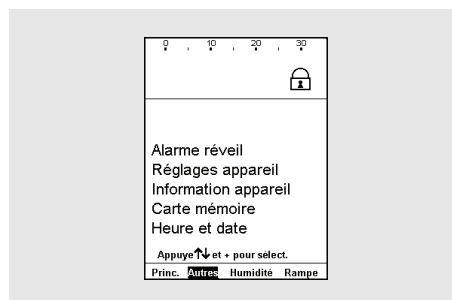 0 10 20 30
Alarme réveil
Réglages appareil
Information appareil
Carte mémoire
Heure et date
Appuye↑↓et + pour sélect.
Princ. Autres Humidité Rampe